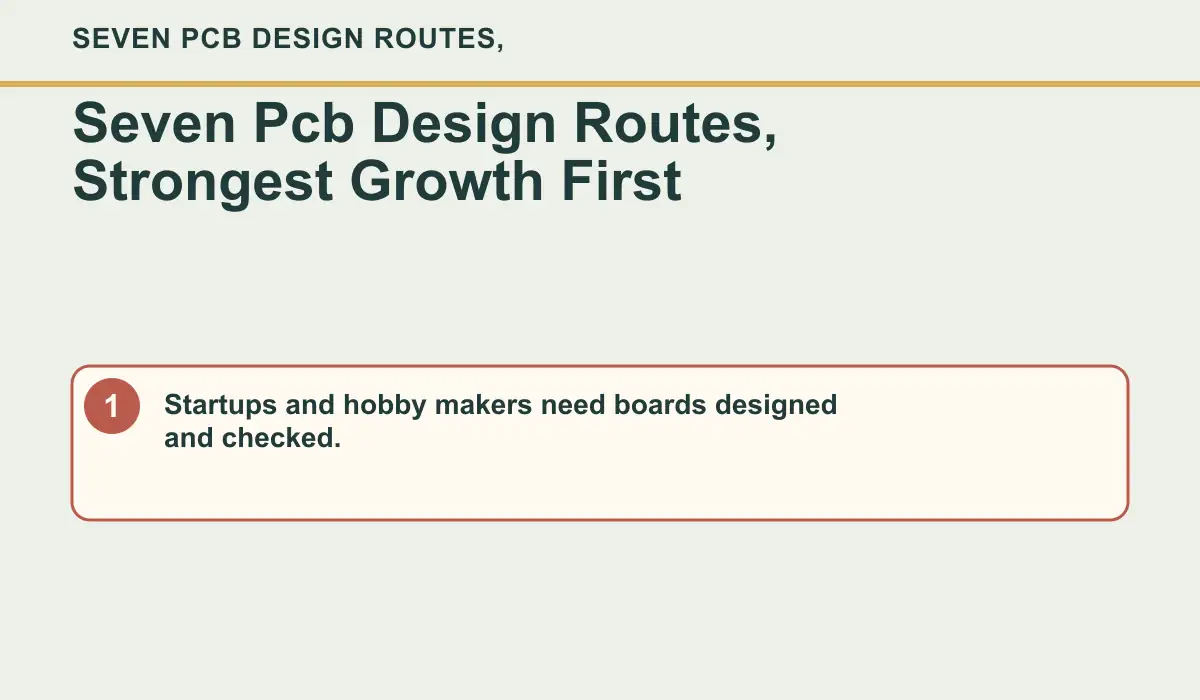 SEVEN PCB DESIGN ROUTES,
Seven Pcb Design Routes,
Strongest Growth First
1
Startups and hobby makers need boards designed
and checked.